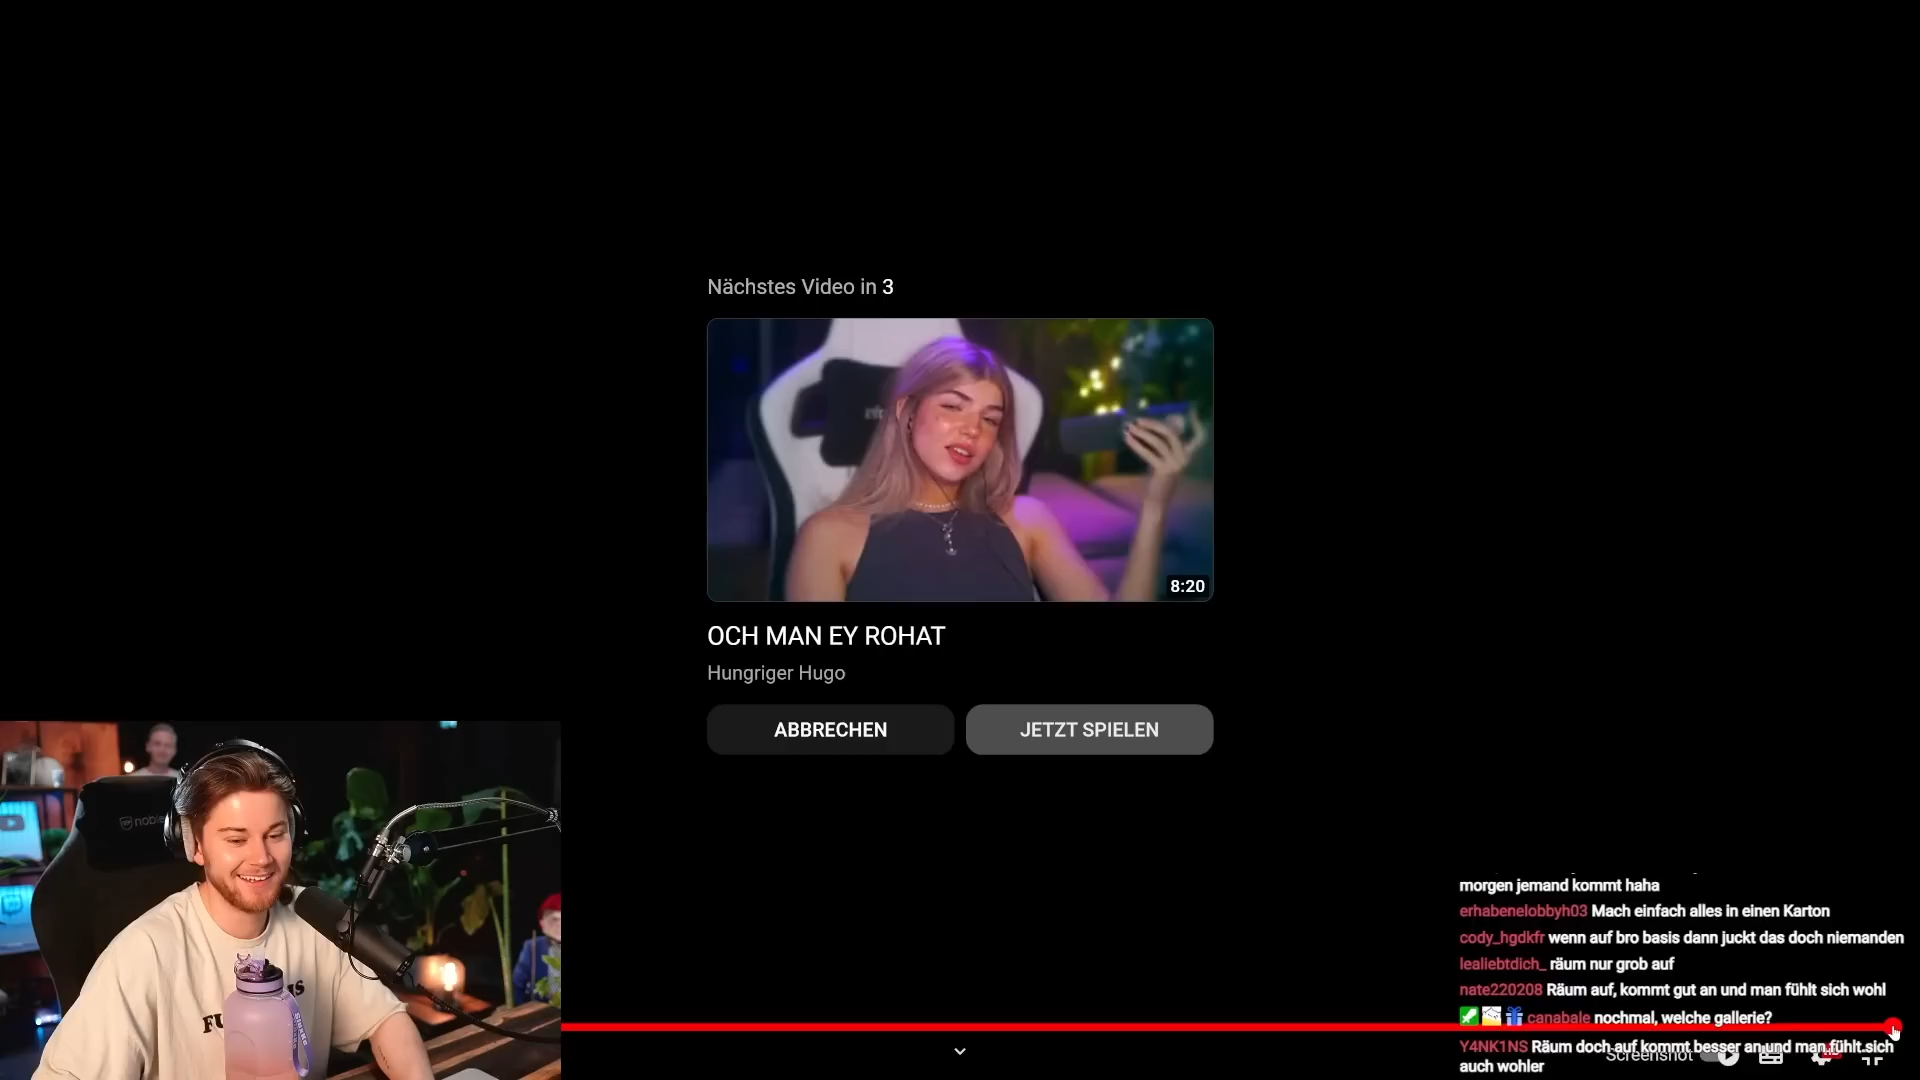 Nächstes Video in 3
8:20
OCH MAN EY ROHAT
Hungriger Hugo
ABBRECHEN
JETZT SPIELEN
noble
morgen jemand kommt haha
erhabenelobbyh03 Mach einfach alles in einen Karton
cody_hgdkfr wenn auf bro basis dann juckt das doch niemanden
lealiebtdich_ räum nur grob auf
nate220208 Räum auf, kommt gut an und man fühlt sich wohl
canabale nochmal, welche gallerie?
Y4NK1NS Räum doch auf kommt besser an und man fühlt sich
auch wohler
Screenshot